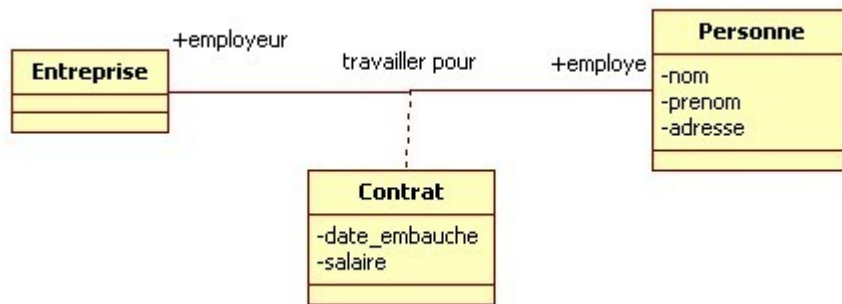 +employeur
Entreprise
travailler pour
+employe
Personne
-nom
-prenom
-adresse
Contrat
-date_embauche
-salaire